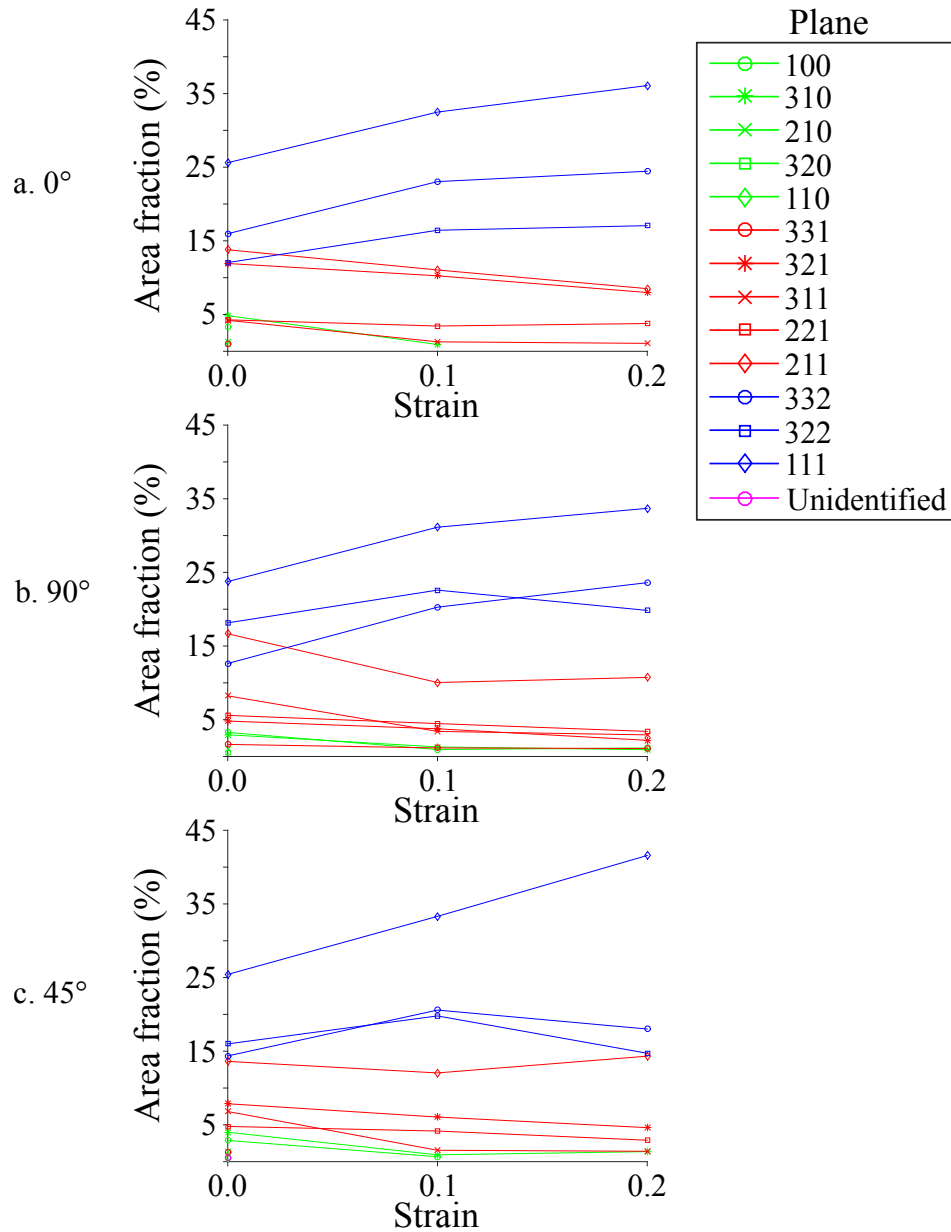 Plane
100
310
210
320
110
331
321
311
221
211
332
322
111
Unidentified
a. 0°
Area fraction (%)
45
35
25
15
5
0.0 0.1 0.2
Strain
b. 90°
Area fraction (%)
45
35
25
15
5
0.0 0.1 0.2
Strain
c. 45°
Area fraction (%)
45
35
25
15
5
0.0 0.1 0.2
Strain